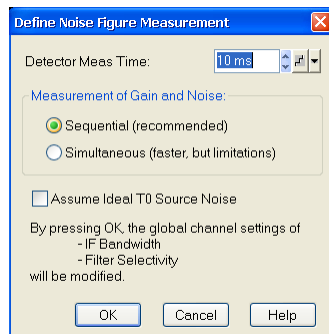 Define Noise Figure Measurement
Detector Meas Time: 10 ms
Measurement of Gain and Noise:
Sequential (recommended)
Simultaneous (faster, but limitations)
Assume Ideal T0 Source Noise
By pressing OK, the global channel settings of
- IF Bandwidth
- Filter Selectivity
will be modified.
OK Cancel Help